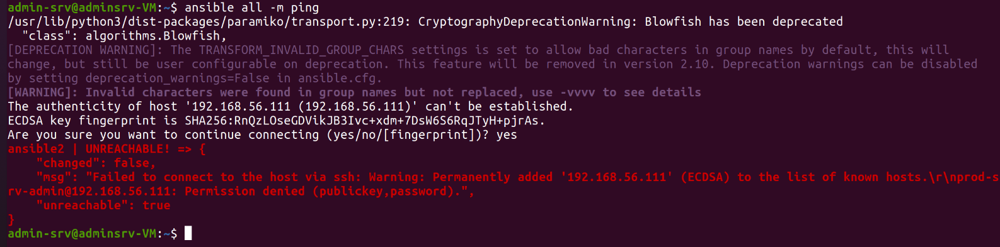 admin-srv@adminsrv-VM:~$ ansible all -m ping
/usr/lib/python3/dist-packages/paramiko/transport.py:219: CryptographyDeprecationWarning: Blowfish has been deprecated
  "class": algorithms.Blowfish,
[DEPRECATION WARNING]: The TRANSFORM_INVALID_GROUP_CHARS settings is set to allow bad characters in group names by default, this will
change, but still be user configurable on deprecation. This feature will be removed in version 2.10. Deprecation warnings can be disabled
by setting deprecation_warnings=False in ansible.cfg.
[WARNING]: Invalid characters were found in group names but not replaced, use -vvvv to see details
The authenticity of host '192.168.56.111 (192.168.56.111)' can't be established.
ECDSA key fingerprint is SHA256:RnQzLOseGDVikJB3Ivc+xdm+7DsW6S6RqJTyH+pjrAs.
Are you sure you want to continue connecting (yes/no/[fingerprint])? yes
ansible2 | UNREACHABLE! => {
    "changed": false,
    "msg": "Failed to connect to the host via ssh: Warning: Permanently added '192.168.56.111' (ECDSA) to the list of known hosts.\r\nprod-s
rv-admin@192.168.56.111: Permission denied (publickey,password).",
    "unreachable": true
}
admin-srv@adminsrv-VM:~$